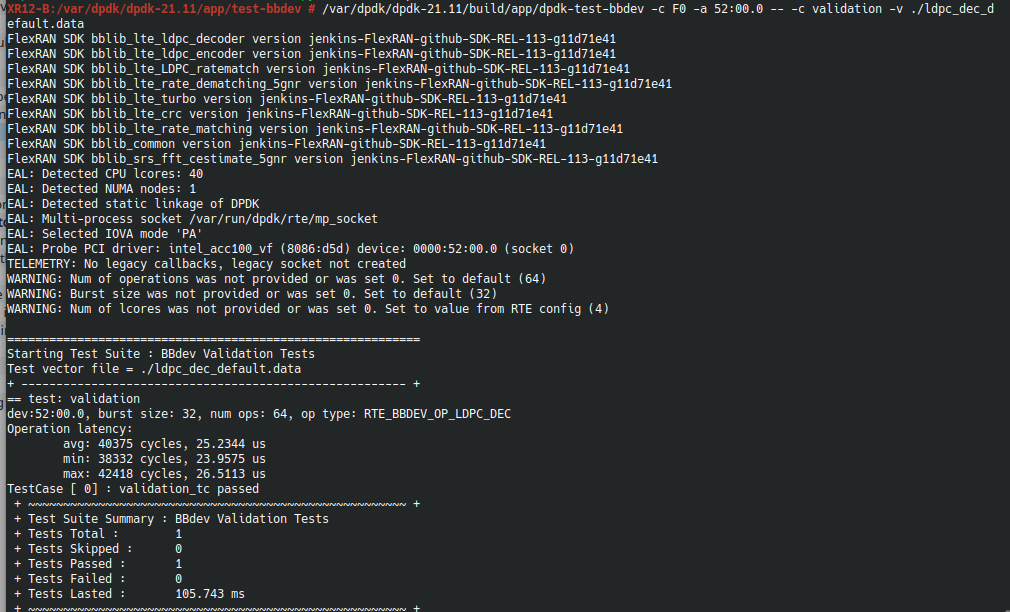 XR12-B:/var/dpdk/dpdk-21.11/app/test-bbdev # /var/dpdk/dpdk-21.11/build/app/dpdk-test-bbdev -c F0 -a 52:00.0 -- -c validation -v ./ldpc_dec_d
efault.data
FlexRAN SDK bblib_lte_ldpc_decoder version jenkins-FlexRAN-github-SDK-REL-113-g11d71e41
FlexRAN SDK bblib_lte_ldpc_encoder version jenkins-FlexRAN-github-SDK-REL-113-g11d71e41
FlexRAN SDK bblib_lte_LDPC_ratematch version jenkins-FlexRAN-github-SDK-REL-113-g11d71e41
FlexRAN SDK bblib_lte_rate_dematching_5gnr version jenkins-FlexRAN-github-SDK-REL-113-g11d71e41
FlexRAN SDK bblib_lte_turbo version jenkins-FlexRAN-github-SDK-REL-113-g11d71e41
FlexRAN SDK bblib_lte_crc version jenkins-FlexRAN-github-SDK-REL-113-g11d71e41
FlexRAN SDK bblib_lte_rate_matching version jenkins-FlexRAN-github-SDK-REL-113-g11d71e41
FlexRAN SDK bblib_common version jenkins-FlexRAN-github-SDK-REL-113-g11d71e41
FlexRAN SDK bblib_srs_fft_cestimate_5gnr version jenkins-FlexRAN-github-SDK-REL-113-g11d71e41
EAL: Detected CPU lcores: 40
EAL: Detected NUMA nodes: 1
EAL: Detected static linkage of DPDK
EAL: Multi-process socket /var/run/dpdk/rte/mp_socket
EAL: Selected IOVA mode 'PA'
EAL: Probe PCI driver: intel_acc100_vf (8086:d5d) device: 0000:52:00.0 (socket 0)
TELEMETRY: No legacy callbacks, legacy socket not created
WARNING: Num of operations was not provided or was set 0. Set to default (64)
WARNING: Burst size was not provided or was set 0. Set to default (32)
WARNING: Num of lcores was not provided or was set 0. Set to value from RTE config (4)
===========================================================
Starting Test Suite : BBdev Validation Tests
Test vector file = ./ldpc_dec_default.data
+ ------------------------------------------------------- +
== test: validation
dev:52:00.0, burst size: 32, num ops: 64, op type: RTE_BBDEV_OP_LDPC_DEC
Operation latency:
avg: 40375 cycles, 25.2344 us
min: 38332 cycles, 23.9575 us
max: 42418 cycles, 26.5113 us
TestCase [ 0] : validation_tc passed
+ ~~~~~~~~~~~~~~~~~~~~~~~~~~~~~~~~~~~~~~~~~~~~~~~~~~~~~~ +
+ Test Suite Summary : BBdev Validation Tests
+ Tests Total : 1
+ Tests Skipped : 0
+ Tests Passed : 1
+ Tests Failed : 0
+ Tests Lasted : 105.743 ms
+ ~~~~~~~~~~~~~~~~~~~~~~~~~~~~~~~~~~~~~~~~~~~~~~~~~~~~~~ +